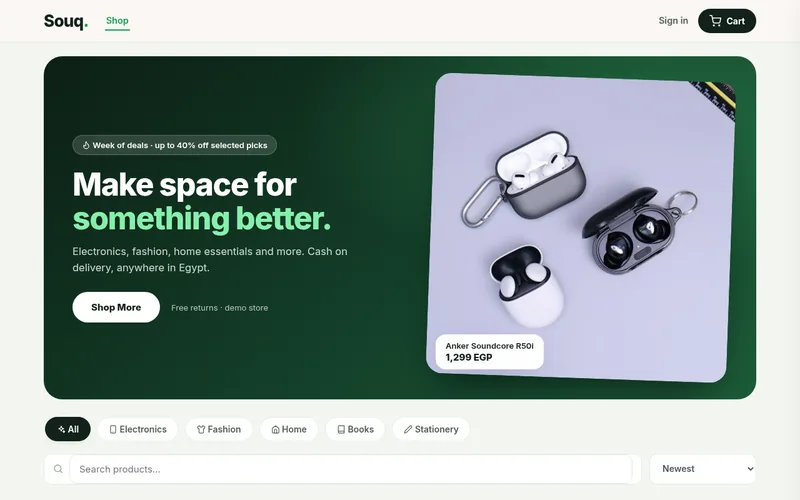 Souq.
Shop
Sign in
Cart
Week of deals · up to 40% off selected picks
Make space for
something better.
Electronics, fashion, home essentials and more. Cash on
delivery, anywhere in Egypt.
Shop More
Free returns · demo store
Anker Soundcore R50i
1,299 EGP
All
Electronics
Fashion
Home
Books
Stationery
Search products...
Newest